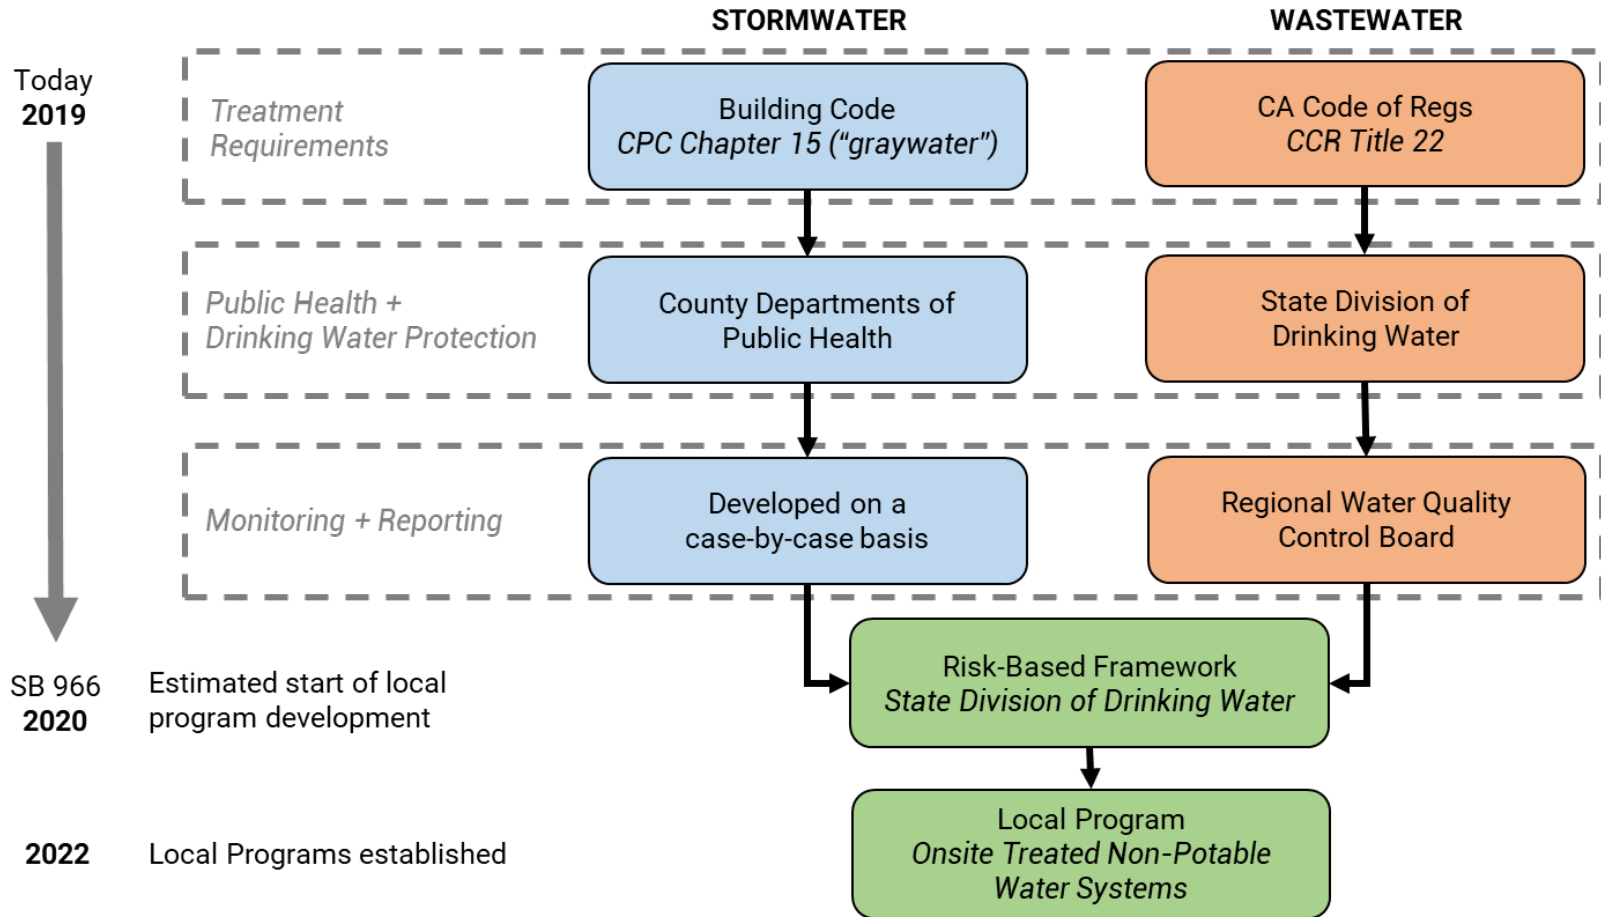 STORMWATER
WASTEWATER
Today
2019
Treatment
Requirements
Building Code
CPC Chapter 15 (“graywater”)
CA Code of Regs
CCR Title 22
Public Health +
Drinking Water Protection
County Departments of
Public Health
State Division of
Drinking Water
Monitoring + Reporting
Developed on a
case-by-case basis
Regional Water Quality
Control Board
SB 966
2020
Estimated start of local
program development
Risk-Based Framework
State Division of Drinking Water
2022
Local Programs established
Local Program
Onsite Treated Non-Potable
Water Systems